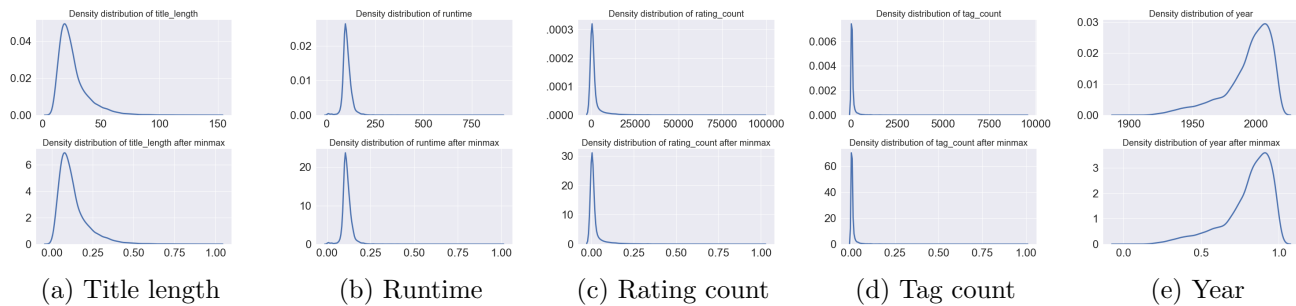 Density distribution of title_length
0.04
0.02
0.00
0 50 100 150
Density distribution of title_length after minmax
6
4
2
0
0.00 0.25 0.50 0.75 1.00
(a) Title length
Density distribution of runtime
0.02
0.01
0.00
0 250 500 750
Density distribution of runtime after minmax
20
10
0
0.00 0.25 0.50 0.75 1.00
(b) Runtime
Density distribution of rating_count
.0003
.0002
.0001
.0000
0 25000 50000 75000 100000
Density distribution of rating_count after minmax
30
20
10
0
0.00 0.25 0.50 0.75 1.00
(c) Rating count
Density distribution of tag_count
0.006
0.004
0.002
0.000
0 2500 5000 7500 10000
Density distribution of tag_count after minmax
60
40
20
0
0.00 0.25 0.50 0.75 1.00
(d) Tag count
Density distribution of year
0.03
0.02
0.01
0.00
1900 1950 2000
Density distribution of year after minmax
3
2
1
0
0.0 0.5 1.0
(e) Year